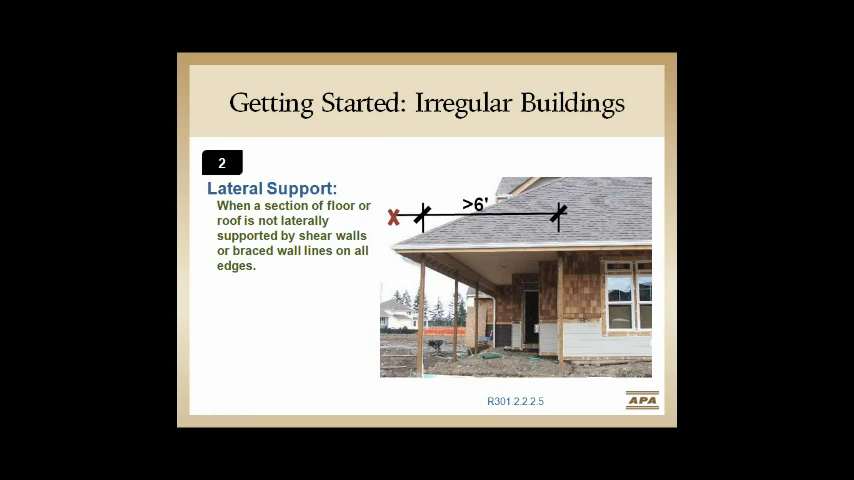 Getting Started: Irregular Buildings
2
Lateral Support:
When a section of floor or
roof is not laterally
supported by shear walls
or braced wall lines on all
edges.
X
>6'
R301.2.2.2.5
APA